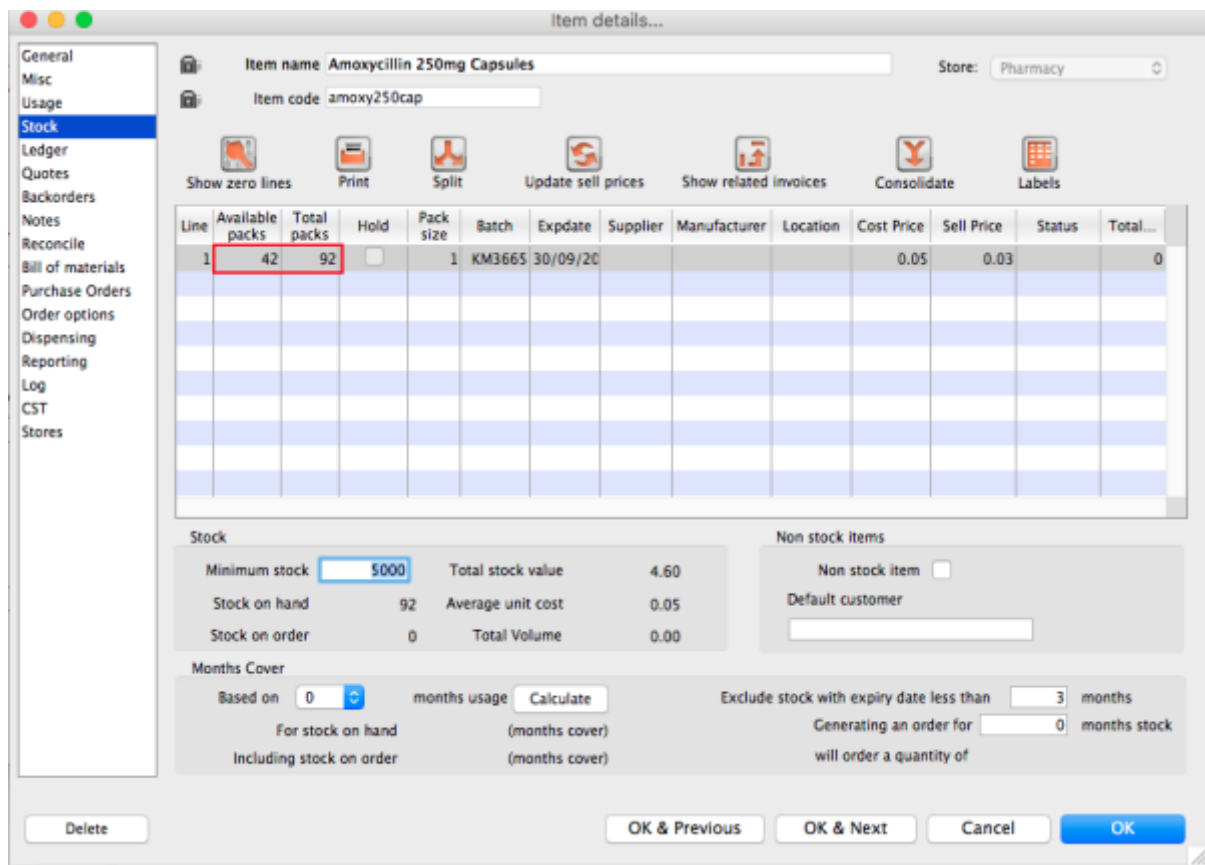 Item details...
General
Misc
Usage
Stock
Ledger
Quotes
Backorders
Notes
Reconcile
Bill of materials
Purchase Orders
Order options
Dispensing
Reporting
Log
CST
Stores
Item name Amoxycillin 250mg Capsules
Store: Pharmacy
Item code amoxy250cap
Show zero lines Print Split Update sell prices Show related invoices Consolidate Labels
Line Available packs Total packs Hold Pack size Batch Expdate Supplier Manufacturer Location Cost Price Sell Price Status Total...
1 42 92 1 KM3665 30/09/20 0.05 0.03 0
Stock
Minimum stock 5000 Total stock value 4.60
Stock on hand 92 Average unit cost 0.05
Stock on order 0 Total Volume 0.00
Non stock items
Non stock item
Default customer
Months Cover
Based on 0 months usage Calculate
For stock on hand (months cover)
Including stock on order (months cover)
Exclude stock with expiry date less than 3 months
Generating an order for 0 months stock
will order a quantity of
Delete OK & Previous OK & Next Cancel OK